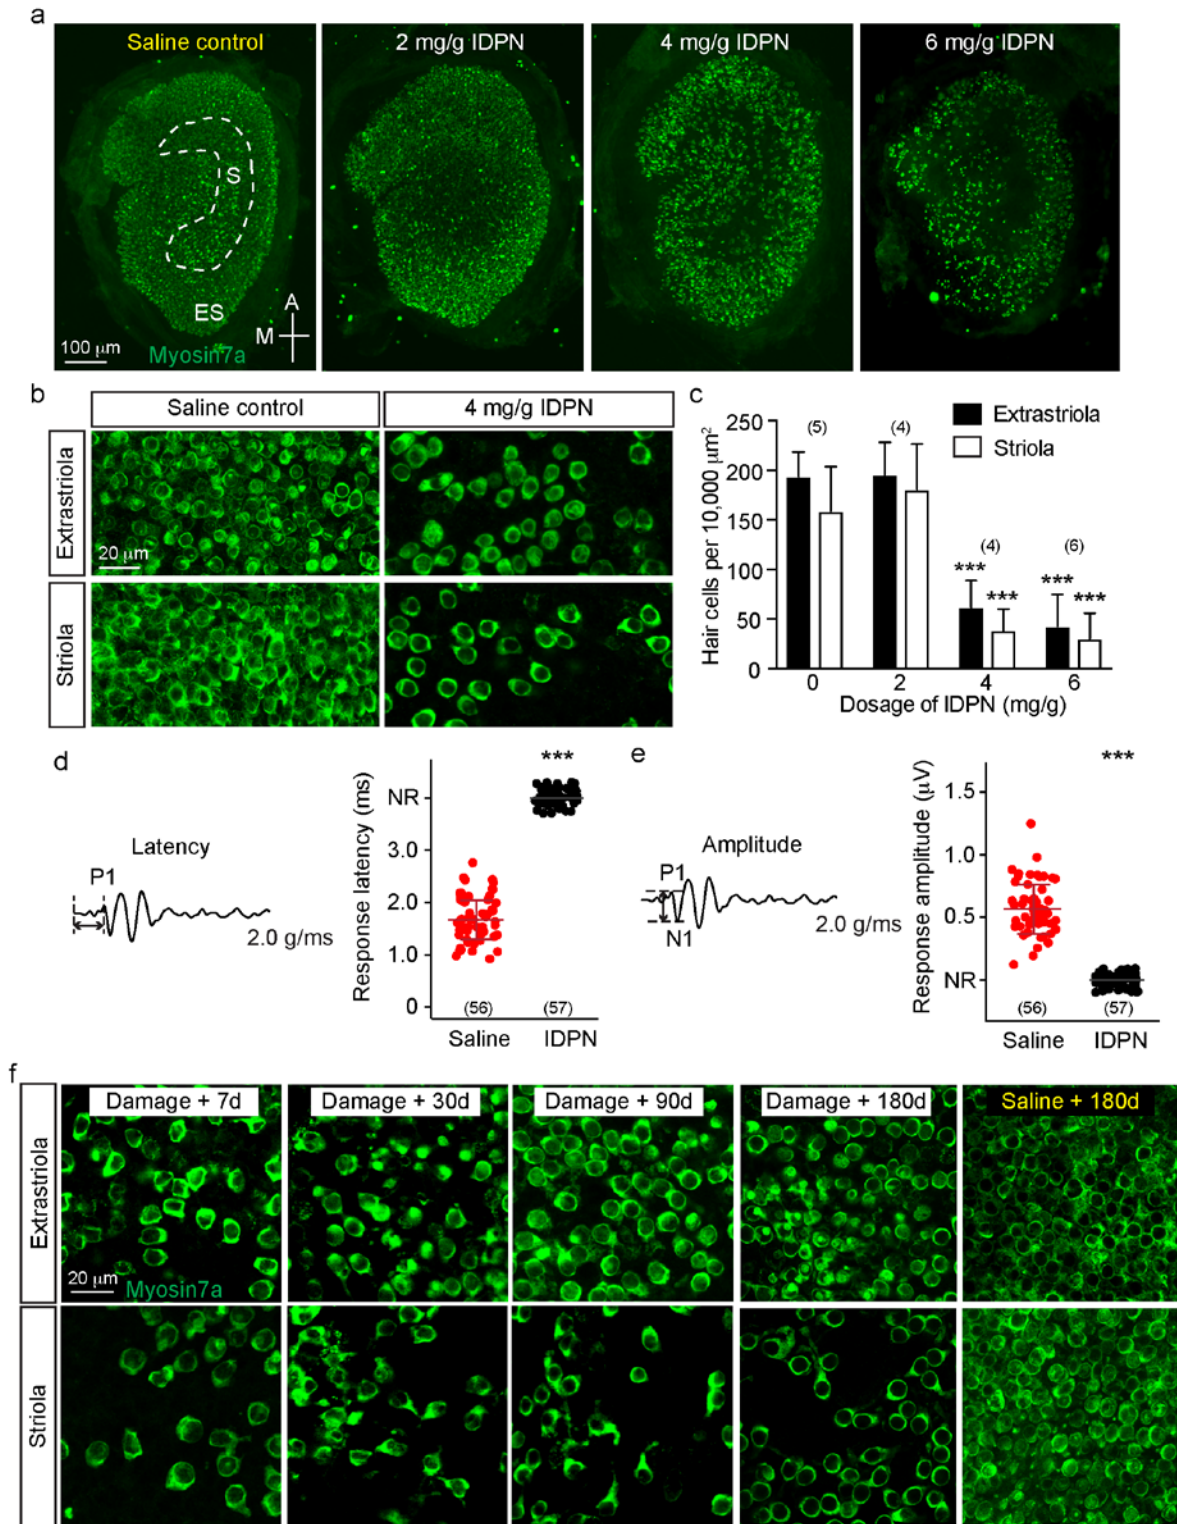 a
Saline control
2 mg/g IDPN
4 mg/g IDPN
6 mg/g IDPN
S
ES
A
M
100 μm
Myosin7a
b
Saline control
4 mg/g IDPN
Extrastriola
20 μm
Striola
c
Extrastriola
Striola
Hair cells per 10,000 μm²
250
200
150
100
50
0
(5)
(4)
(4)
(6)
***
***
***
***
0
2
4
6
Dosage of IDPN (mg/g)
d
Latency
P1
2.0 g/ms
Response latency (ms)
NR
3.0
2.0
1.0
0
***
(56)
(57)
Saline
IDPN
e
Amplitude
P1
N1
2.0 g/ms
Response amplitude (μV)
1.5
1.0
0.5
NR
***
(56)
(57)
Saline
IDPN
f
Damage + 7d
Damage + 30d
Damage + 90d
Damage + 180d
Saline + 180d
Extrastriola
20 μm
Myosin7a
Striola